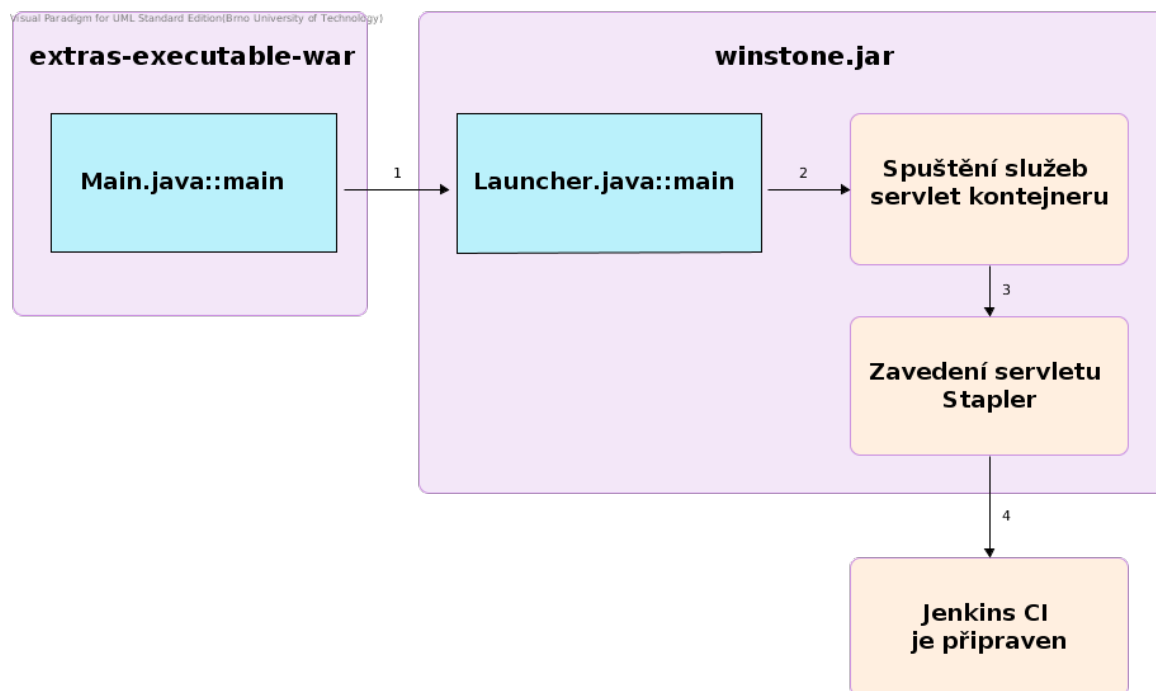 Visual Paradigm for UML Standard Edition(Brno University of Technology)
extras-executable-war
winstone.jar
Main.java::main
1
Launcher.java::main
2
Spuštění služeb
servlet kontejneru
3
Zavedení servletu
Stapler
4
Jenkins CI
je připraven